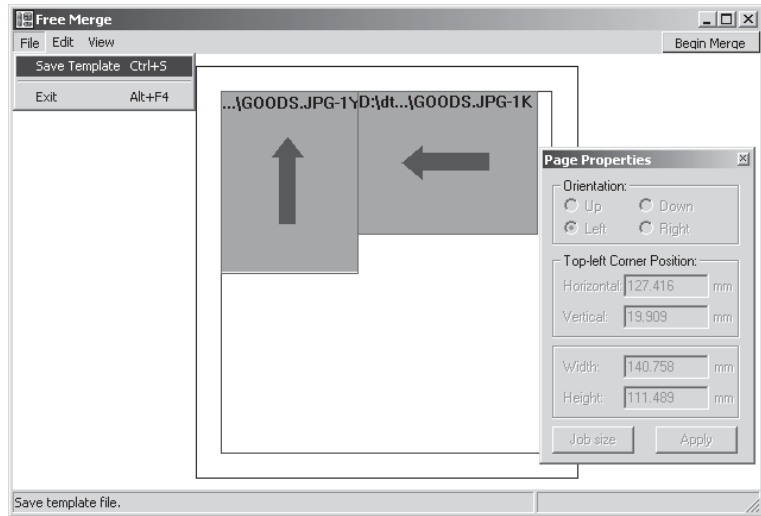 Free Merge
File Edit View Begin Merge
Save Template Ctrl+S
Exit Alt+F4
...\GOODS.JPG-1Y D:\dt...\GOODS.JPG-1K
Page Properties
Orientation:
Up Down
Left Right
Top-left Corner Position:
Horizontal: 127.416 mm
Vertical: 19.909 mm
Width: 140.758 mm
Height: 111.489 mm
Job size Apply
Save template file.